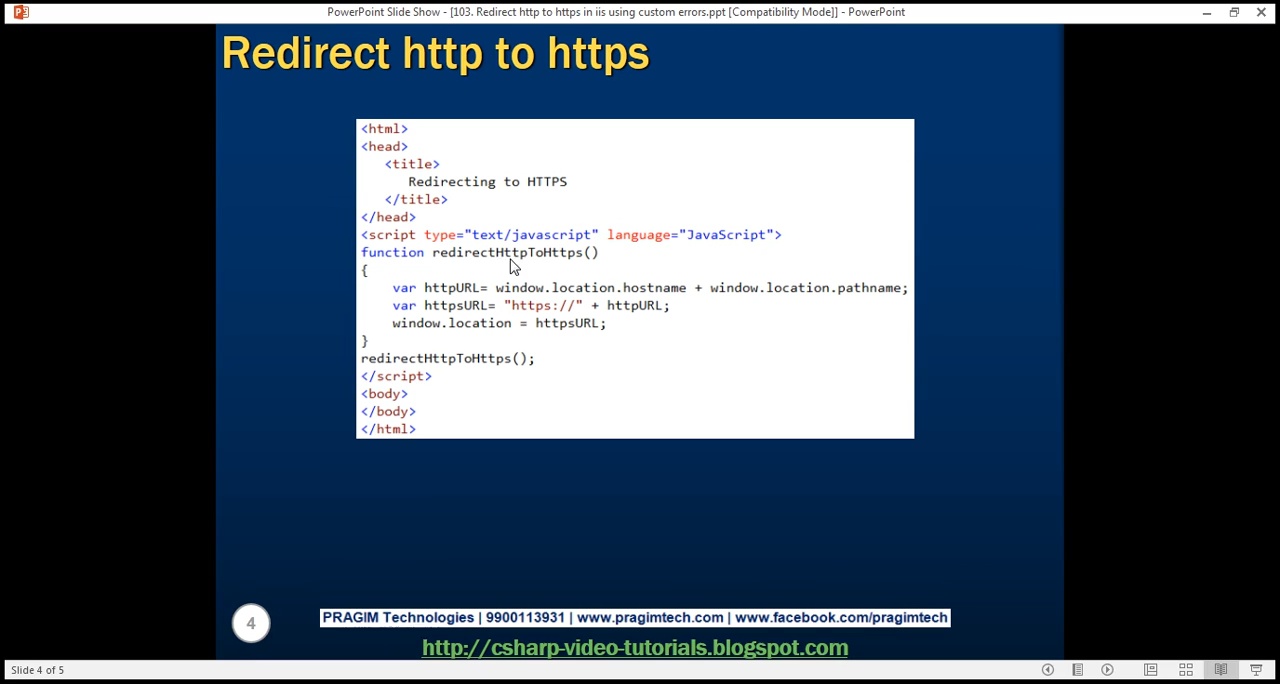 PowerPoint Slide Show - [103. Redirect http to https in iis using custom errors.ppt [Compatibility Mode]] - PowerPoint
Redirect http to https
<html>
<head>
<title>
Redirecting to HTTPS
</title>
</head>
<script type="text/javascript" language="JavaScript">
function redirectHttpToHttps()
{
var httpURL= window.location.hostname + window.location.pathname;
var httpsURL= "https://" + httpURL;
window.location = httpsURL;
}
redirectHttpToHttps();
</script>
<body>
</body>
</html>
4
PRAGIM Technologies | 9900113931 | www.pragimtech.com | www.facebook.com/pragimtech
http://csharp-video-tutorials.blogspot.com
Slide 4 of 5